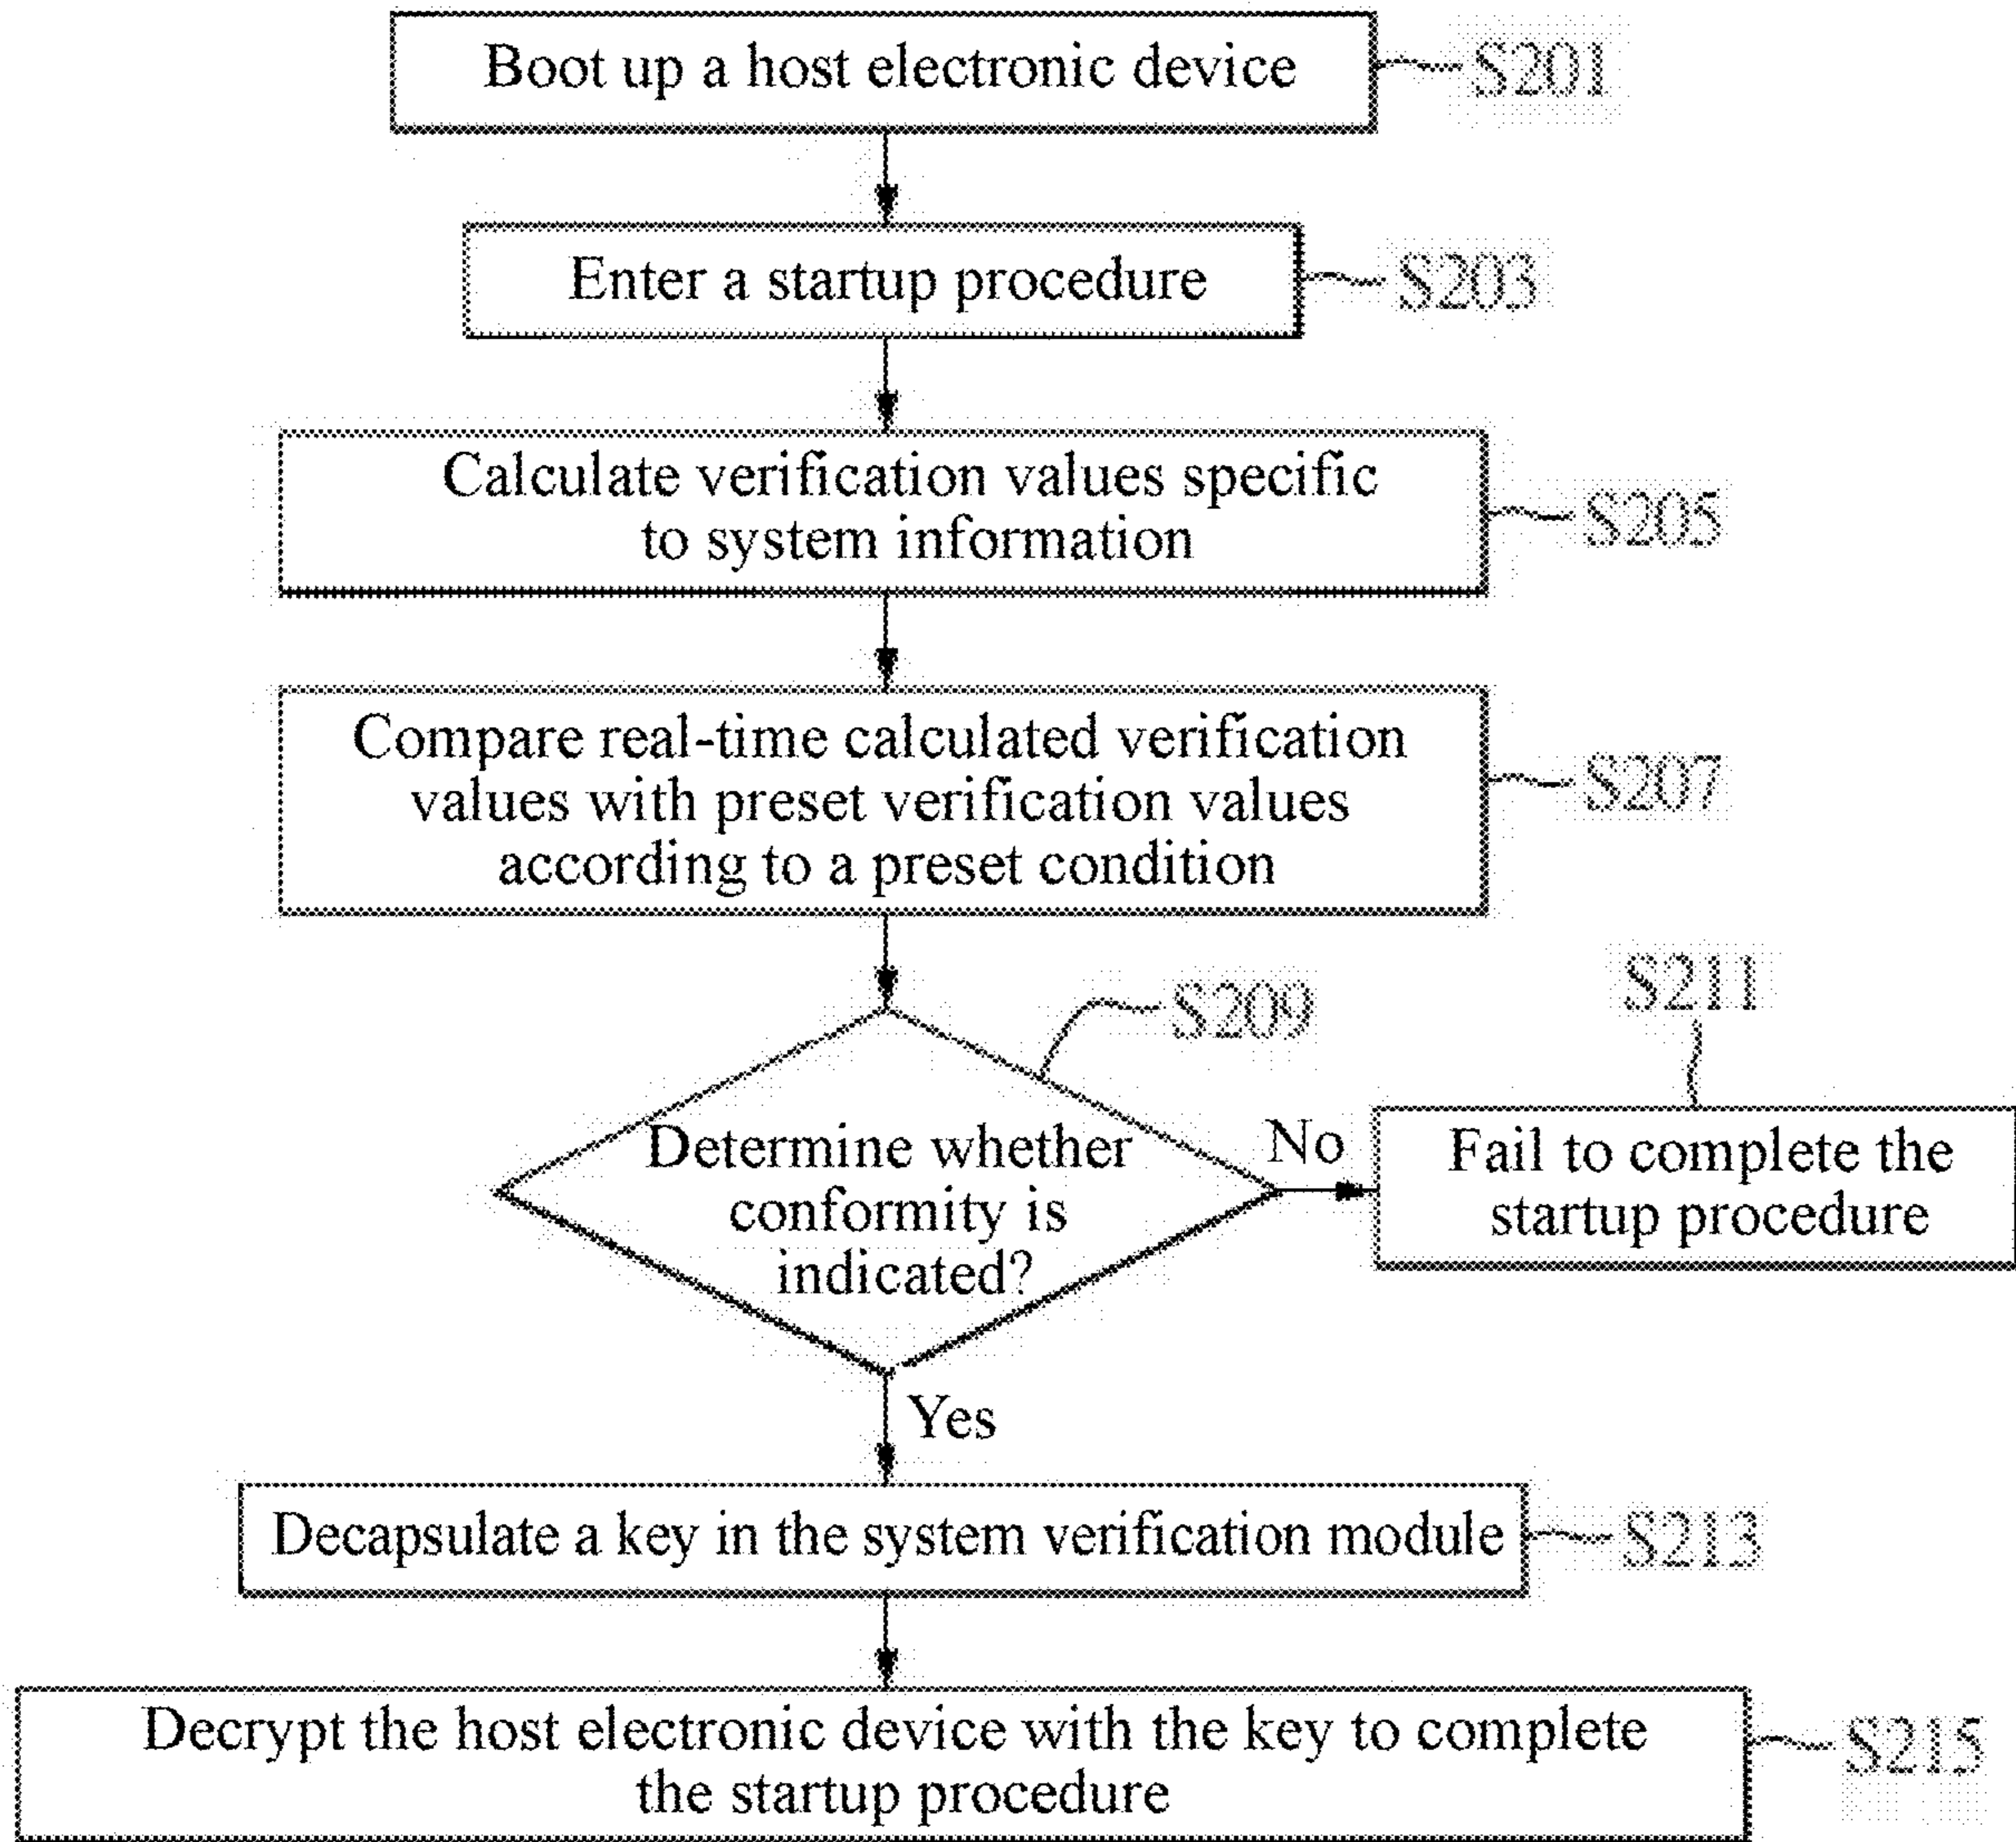 Boot up a host electronic device
S201
Enter a startup procedure
S203
Calculate verification values specific
to system information
S205
Compare real-time calculated verification
values with preset verification values
according to a preset condition
S207
S209
Determine whether
conformity is
indicated?
No
S211
Fail to complete the
startup procedure
Yes
Decapsulate a key in the system verification module
S213
Decrypt the host electronic device with the key to complete
the startup procedure
S215